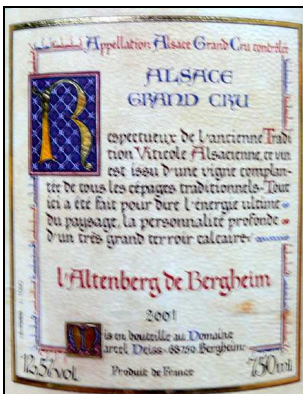 Appellation Alsace Grand Cru contrôlée
ALSACE
GRAND CRU
Respectueux de l'ancienne Tradi
tion Viticole Alsacienne, ce vin
est issu d'une vigne complan-
tée de tous les cépages traditionnels. Tout
ici a été fait pour dire l'énergie ultime
du paysage, la personnalité profonde
d'un très grand terroir calcaire.
l'Altenberg de Bergheim
2001
Mis en bouteille au Domaine
Marcel Deiss - 68750 Bergheim
12,5% vol.
Produit de France
750 ml